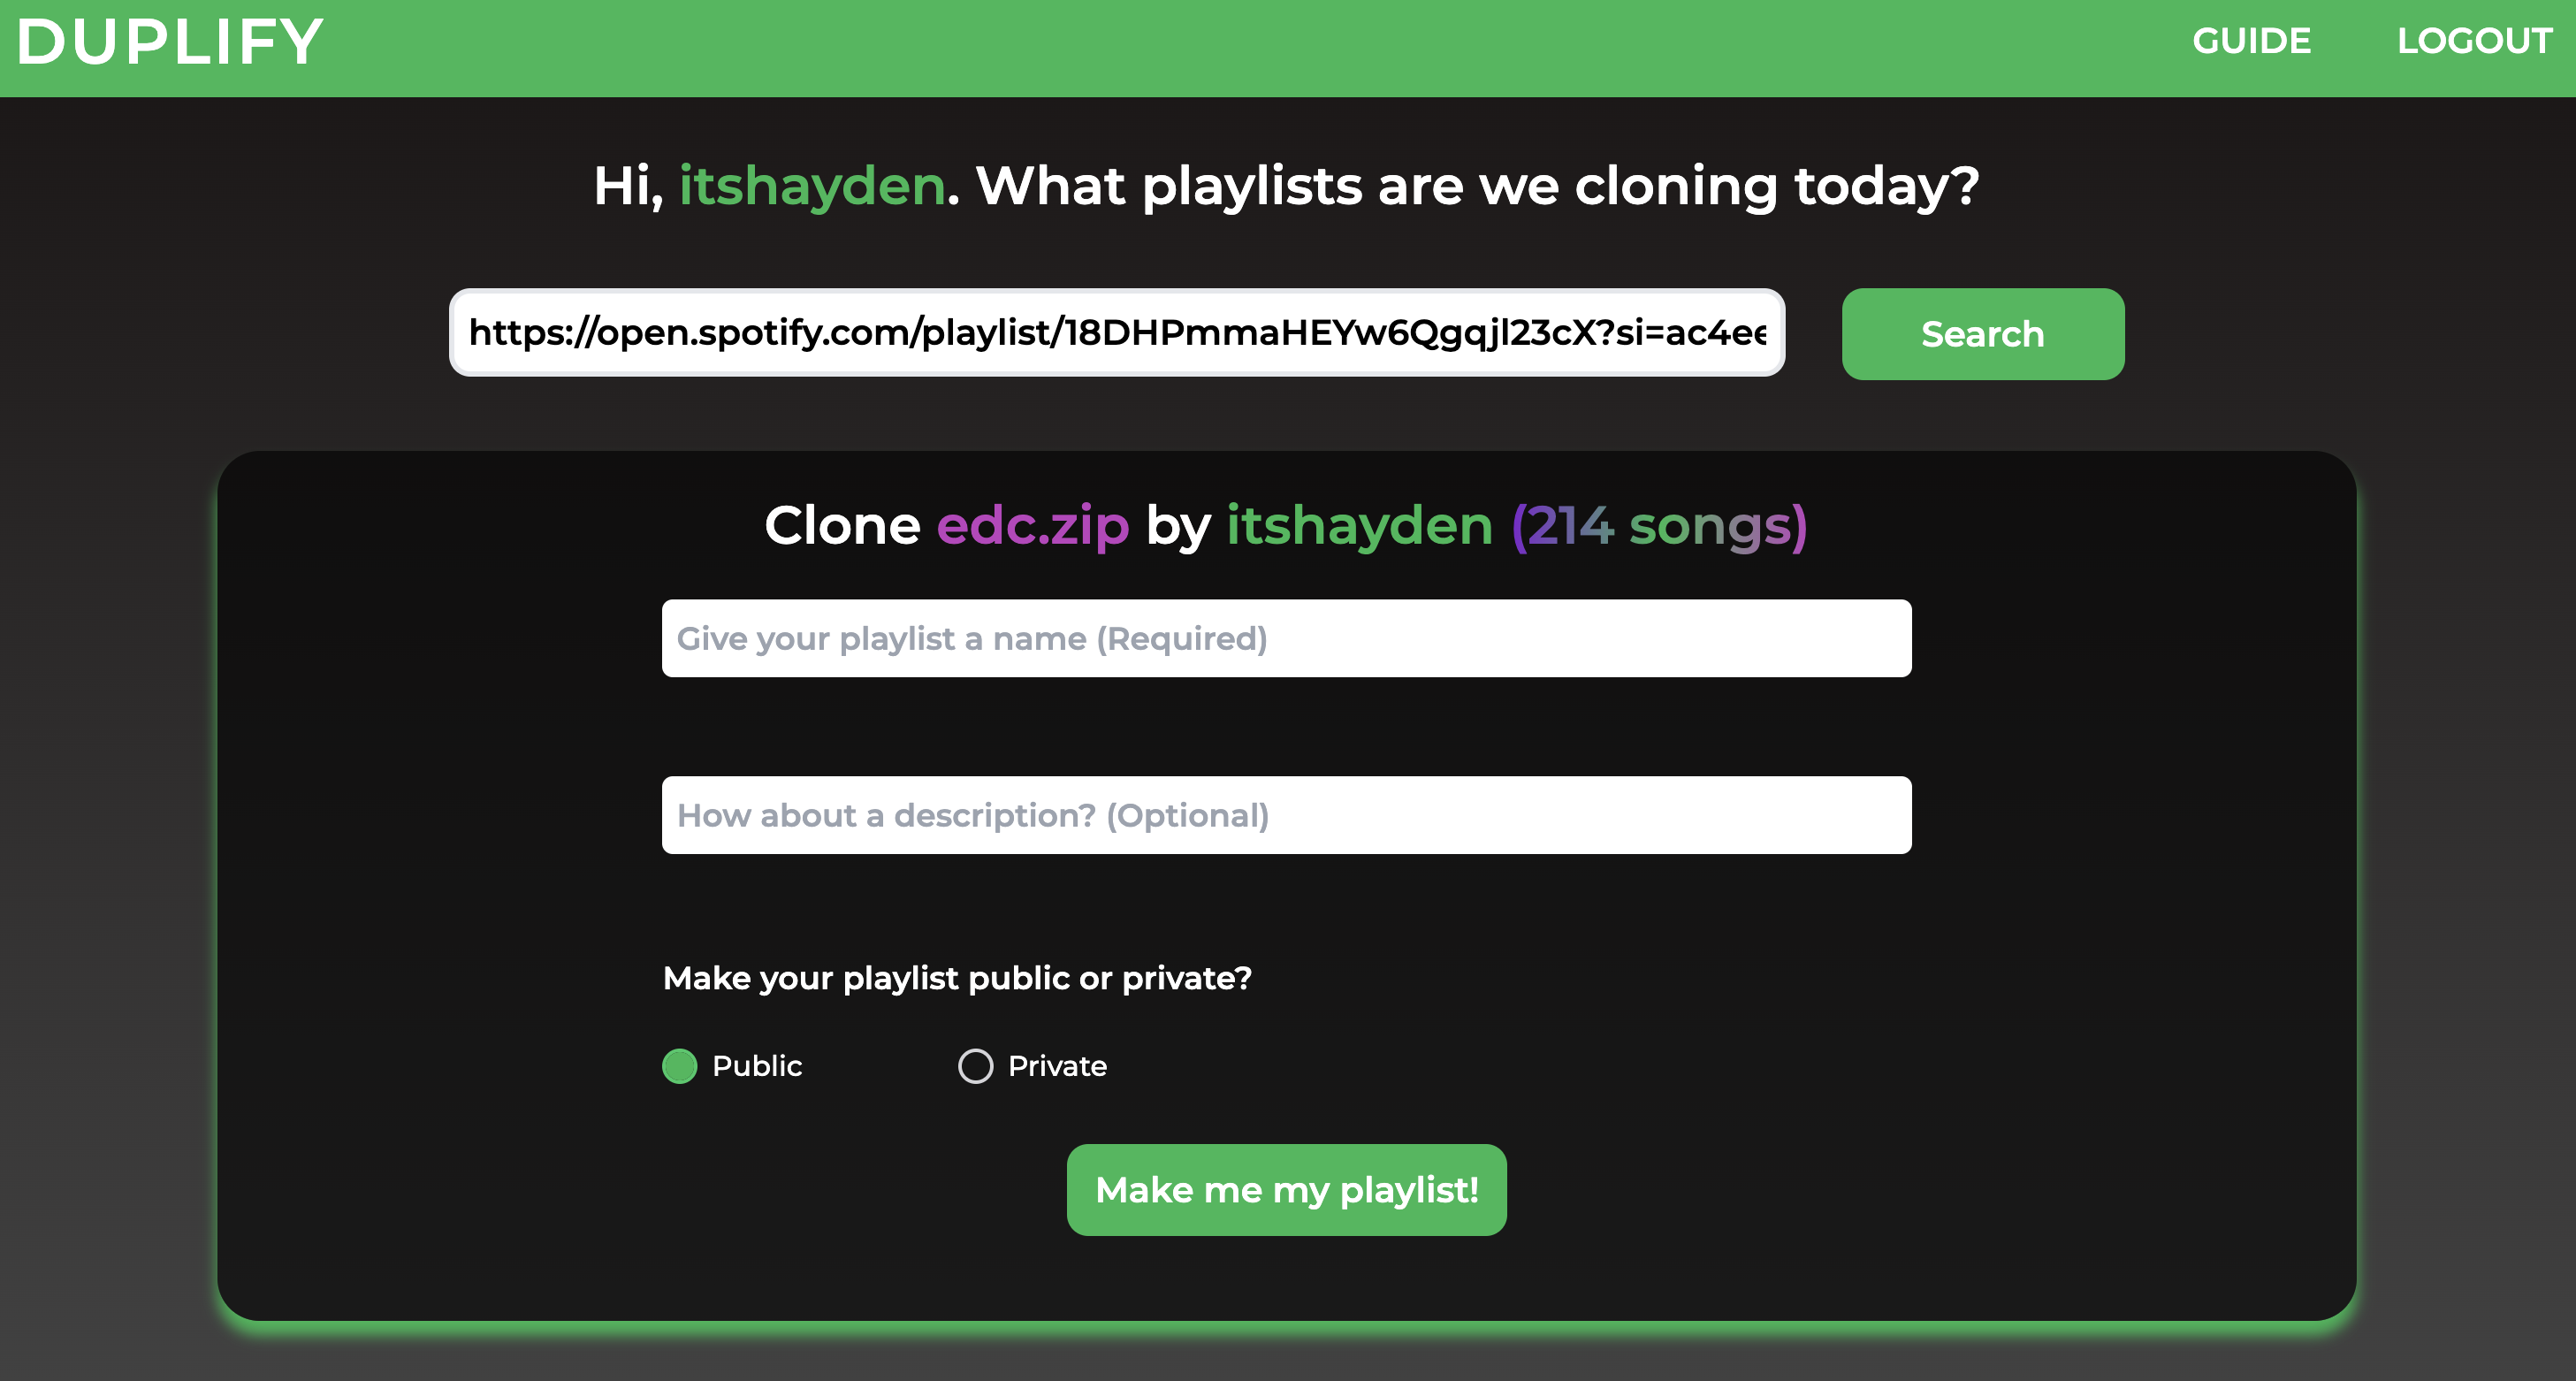 DUPLIFY
GUIDE
LOGOUT
Hi, itshayden. What playlists are we cloning today?
https://open.spotify.com/playlist/18DHPmmaHEYw6Qgqjl23cX?si=ac4ee
Search
Clone edc.zip by itshayden (214 songs)
Give your playlist a name (Required)
How about a description? (Optional)
Make your playlist public or private?
Public
Private
Make me my playlist!